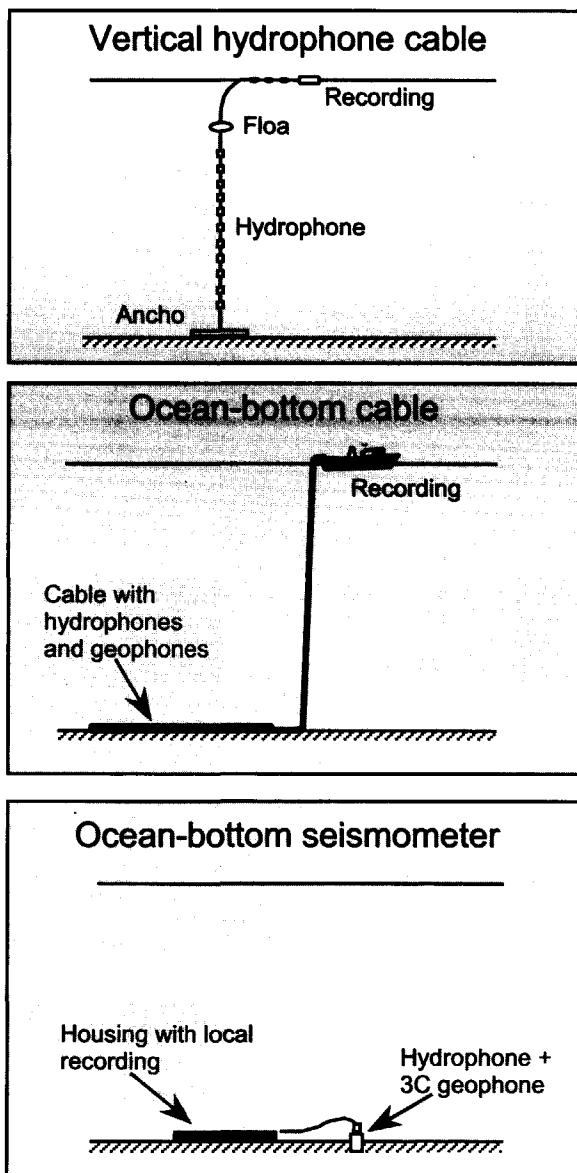 Vertical hydrophone cable
Recording
Floa
Hydrophone
Ancho
Ocean-bottom cable
Recording
Cable with
hydrophones
and geophones
Ocean-bottom seismometer
Housing with local
recording
Hydrophone +
3C geophone